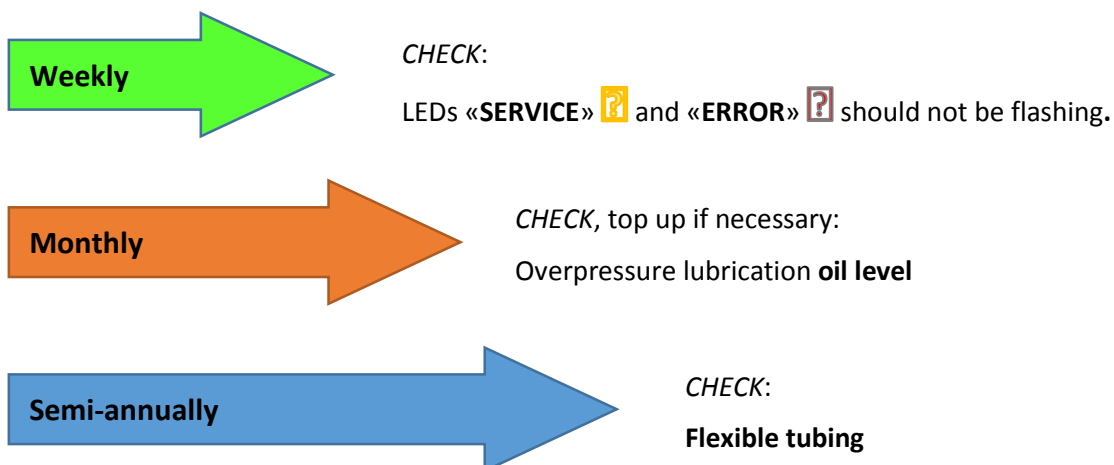 Weekly
CHECK:
LEDs «SERVICE» ⍰ and «ERROR» ⍰ should not be flashing.
Monthly
CHECK, top up if necessary:
Overpressure lubrication oil level
Semi-annually
CHECK:
Flexible tubing